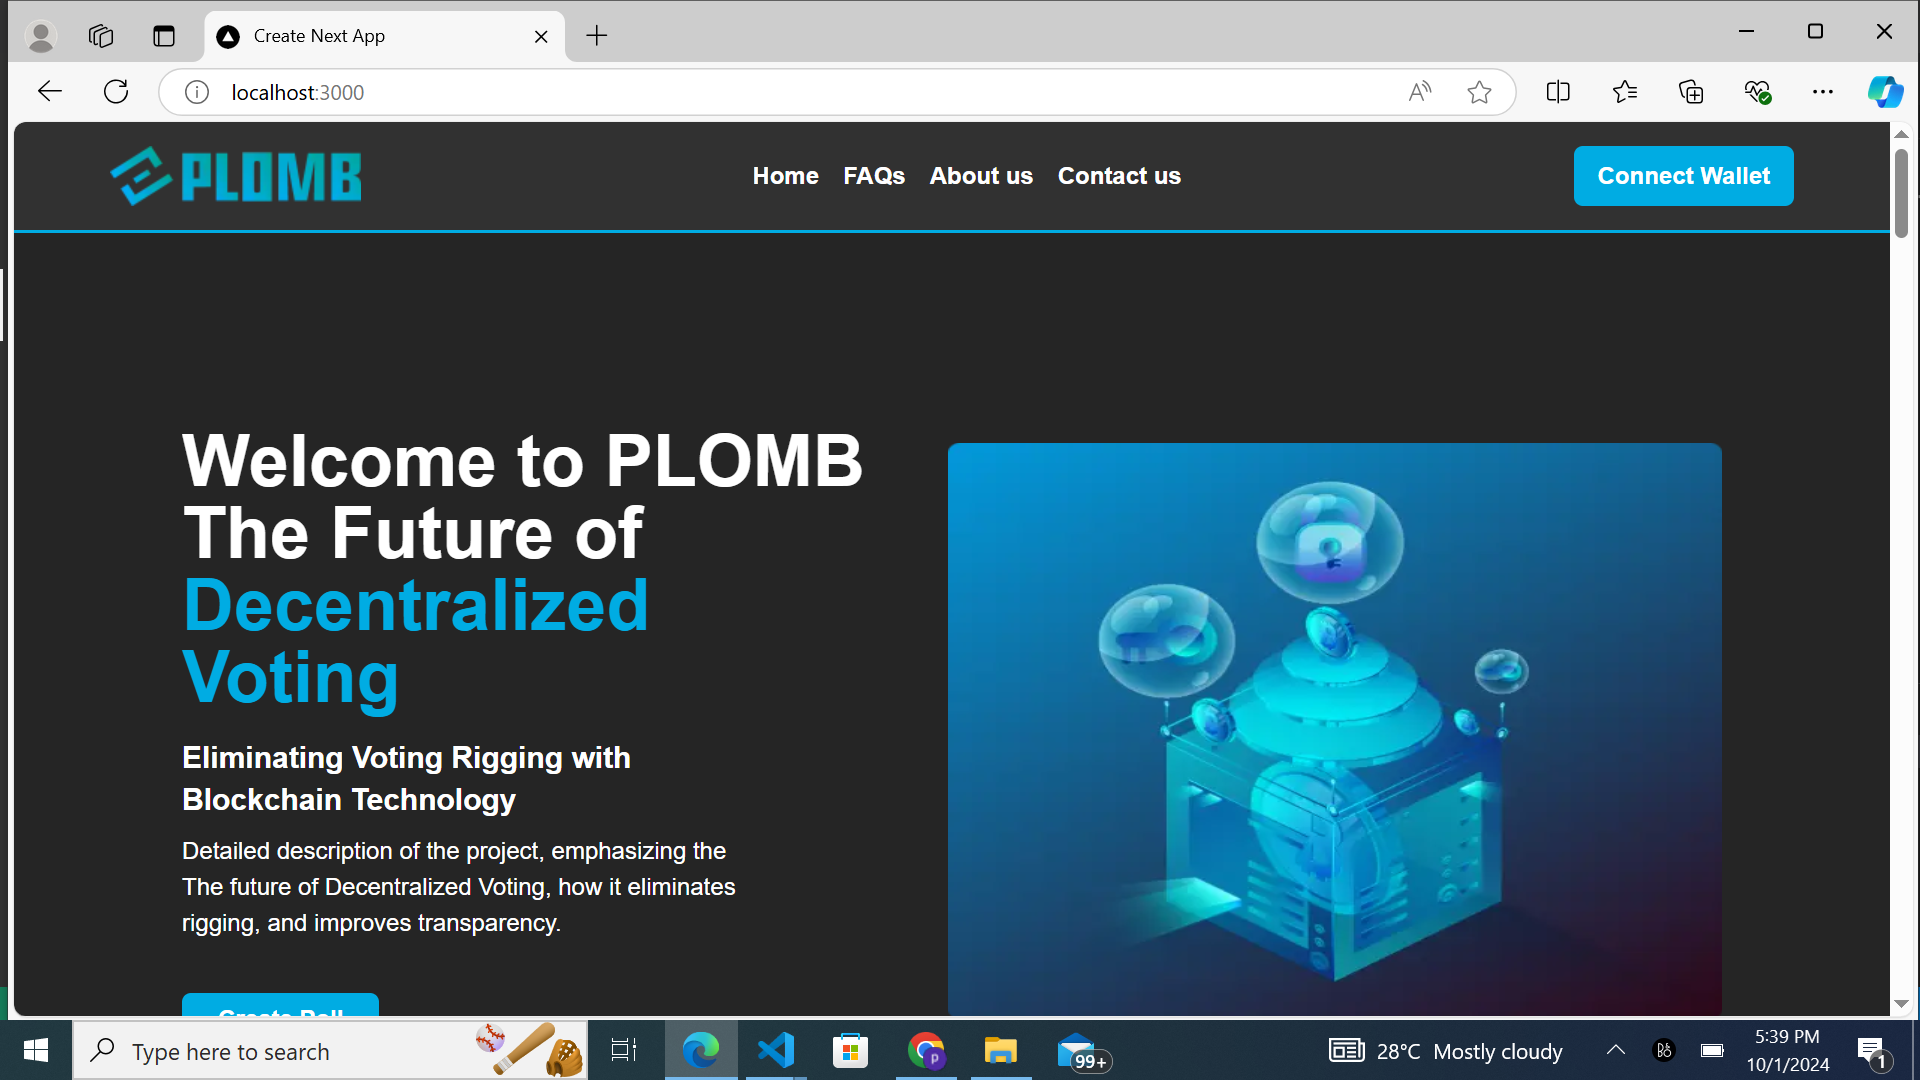 Create Next App
localhost:3000
PLOMB
Home FAQs About us Contact us
Connect Wallet
Welcome to PLOMB
The Future of
Decentralized
Voting
Eliminating Voting Rigging with
Blockchain Technology
Detailed description of the project, emphasizing the
The future of Decentralized Voting, how it eliminates
rigging, and improves transparency.
Create Poll
Type here to search
p
99+
28°C Mostly cloudy
5:39 PM
10/1/2024
1